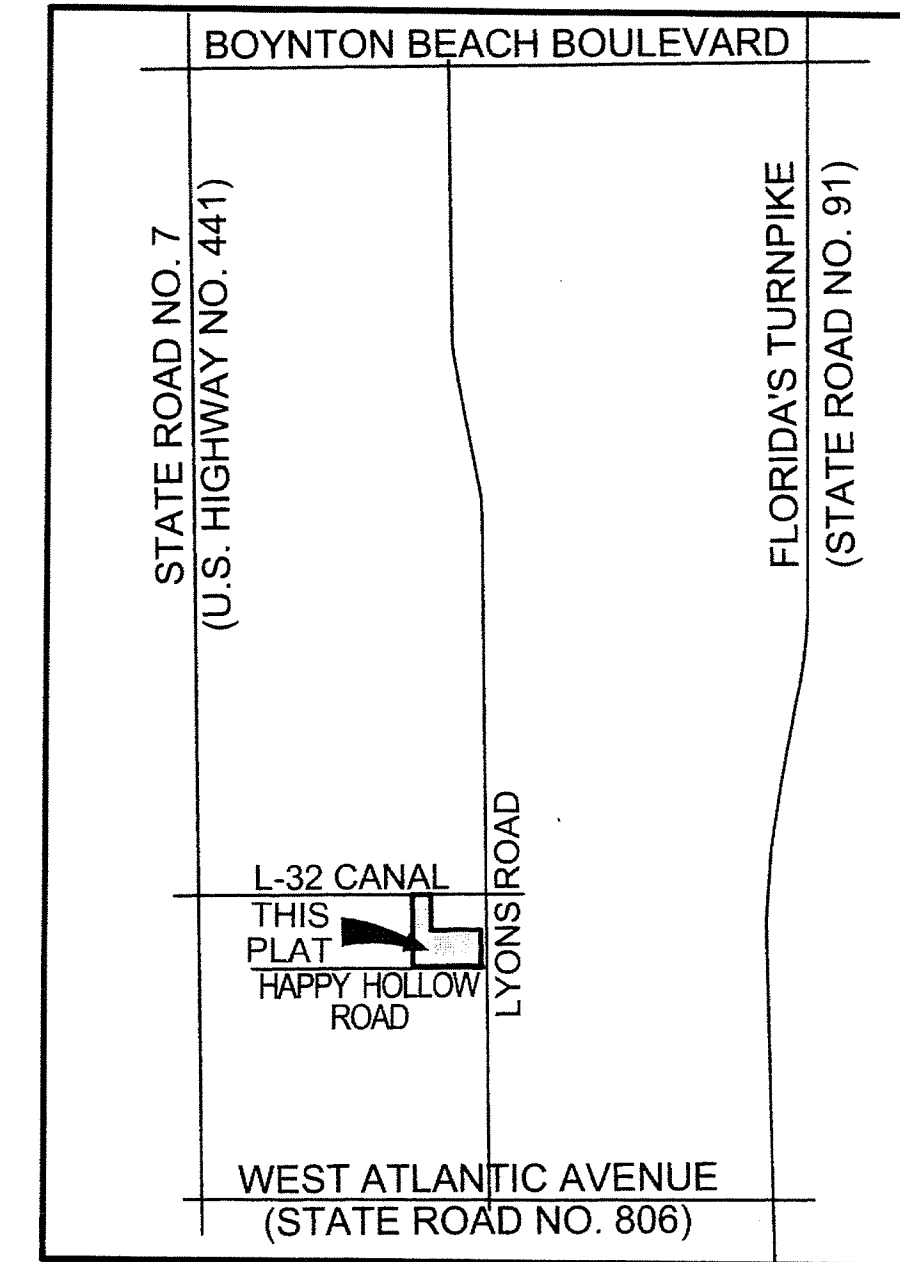 BOYNTON BEACH BOULEVARD
STATE ROAD NO. 7
(U.S. HIGHWAY NO. 441)
FLORIDA'S TURNPIKE
(STATE ROAD NO. 91)
LYONS ROAD
L-32 CANAL
THIS
PLAT
HAPPY HOLLOW
ROAD
WEST ATLANTIC AVENUE
(STATE ROAD NO. 806)